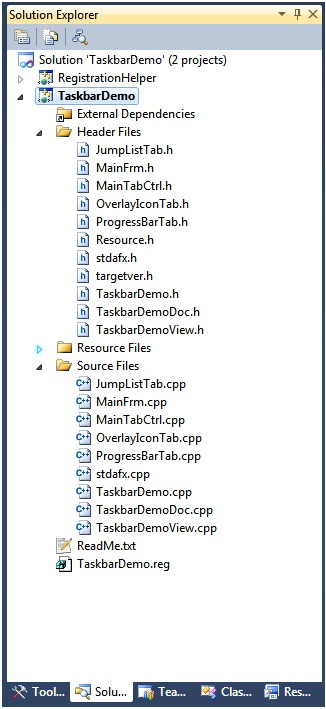 Solution Explorer
Solution 'TaskbarDemo' (2 projects)
RegistrationHelper
TaskbarDemo
External Dependencies
Header Files
JumpListTab.h
MainFrm.h
MainTabCtrl.h
OverlayIconTab.h
ProgressBarTab.h
Resource.h
stdafx.h
targetver.h
TaskbarDemo.h
TaskbarDemoDoc.h
TaskbarDemoView.h
Resource Files
Source Files
JumpListTab.cpp
MainFrm.cpp
MainTabCtrl.cpp
OverlayIconTab.cpp
ProgressBarTab.cpp
stdafx.cpp
TaskbarDemo.cpp
TaskbarDemoDoc.cpp
TaskbarDemoView.cpp
ReadMe.txt
TaskbarDemo.reg
Tool... Solu... Tea... Clas... Res...